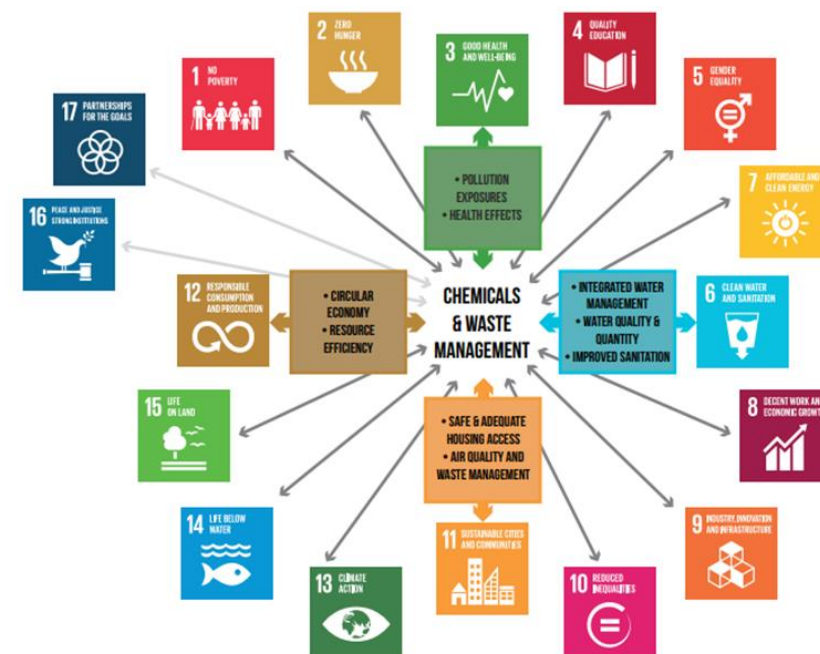 1 NO
POVERTY
2 ZERO
HUNGER
3 GOOD HEALTH
AND WELL-BEING
4 QUALITY
EDUCATION
5 GENDER
EQUALITY
17 PARTNERSHIPS
FOR THE GOALS
7 AFFORDABLE AND
CLEAN ENERGY
16 PEACE AND JUSTICE
STRONG INSTITUTIONS
• POLLUTION
EXPOSURES
• HEALTH EFFECTS
12 RESPONSIBLE
CONSUMPTION
AND PRODUCTION
• CIRCULAR
ECONOMY
• RESOURCE
EFFICIENCY
CHEMICALS
& WASTE
MANAGEMENT
• INTEGRATED WATER
MANAGEMENT
• WATER QUALITY &
QUANTITY
• IMPROVED SANITATION
6 CLEAN WATER
AND SANITATION
15 LIFE
ON LAND
• SAFE & ADEQUATE
HOUSING ACCESS
• AIR QUALITY AND
WASTE MANAGEMENT
8 DECENT WORK AND
ECONOMIC GROWTH
14 LIFE BELOW
WATER
13 CLIMATE
ACTION
11 SUSTAINABLE CITIES
AND COMMUNITIES
10 REDUCED
INEQUALITIES
9 INDUSTRY, INNOVATION
AND INFRASTRUCTURE